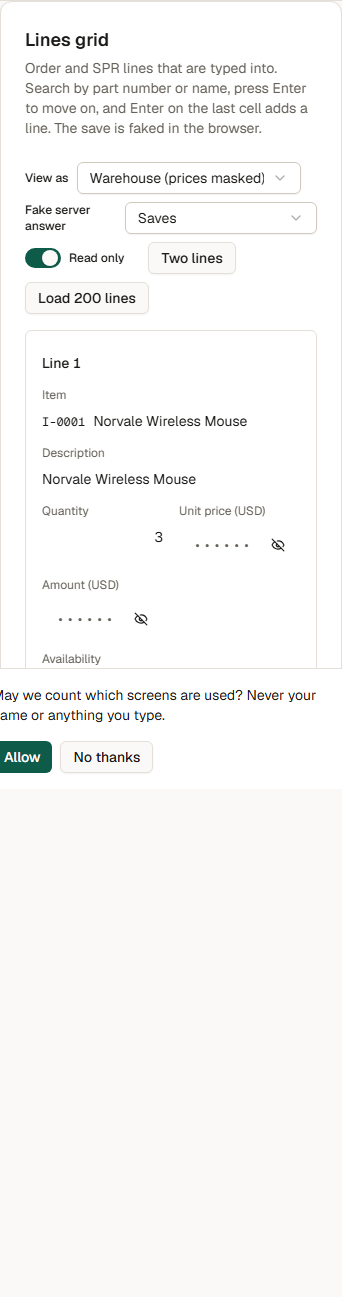 Lines grid
Order and SPR lines that are typed into.
Search by part number or name, press Enter
to move on, and Enter on the last cell adds a
line. The save is faked in the browser.
View as
Warehouse (prices masked)
Fake server
answer
Saves
Read only
Two lines
Load 200 lines
Line 1
Item
I-0001 Norvale Wireless Mouse
Description
Norvale Wireless Mouse
Quantity
Unit price (USD)
3
••••••
Amount (USD)
••••••
Availability
May we count which screens are used? Never your
ame or anything you type.
Allow
No thanks